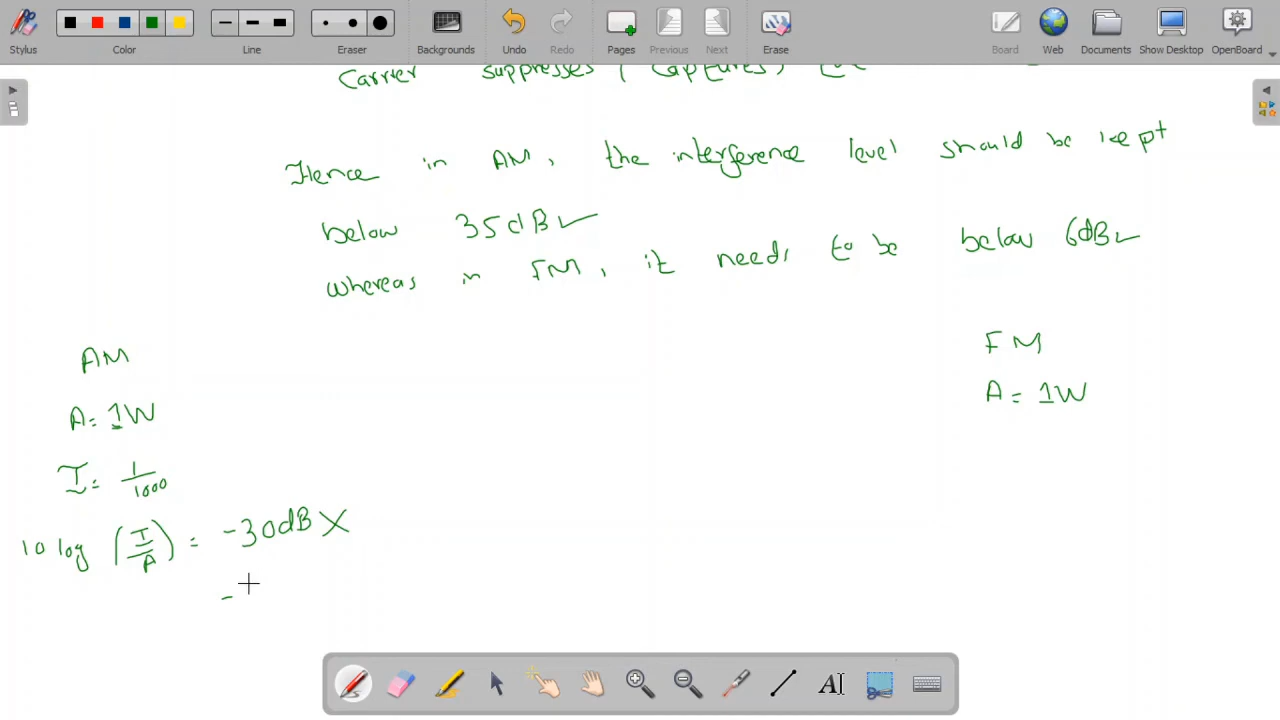 Stylus
Color
Line
Eraser
Backgrounds
Undo
Redo
Pages
Previous
Next
Erase
Board
Web
Documents
Show Desktop
OpenBoard
Carrier suppresses (captures)
Hence in AM, the interference level should be kept
below 35dB
whereas in FM, it needs to be below 6dB
AM
A = 1W
I = 1/1000
10 log (I/A) = -30dB X
-
FM
A = 1W
AI